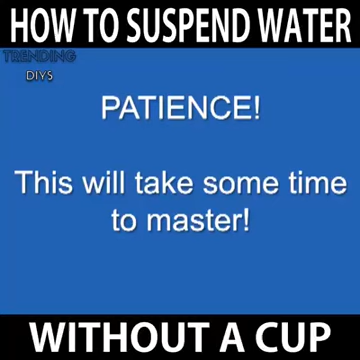 HOW TO SUSPEND WATER
TRENDING
DIYS
PATIENCE!
This will take some time
to master!
WITHOUT A CUP